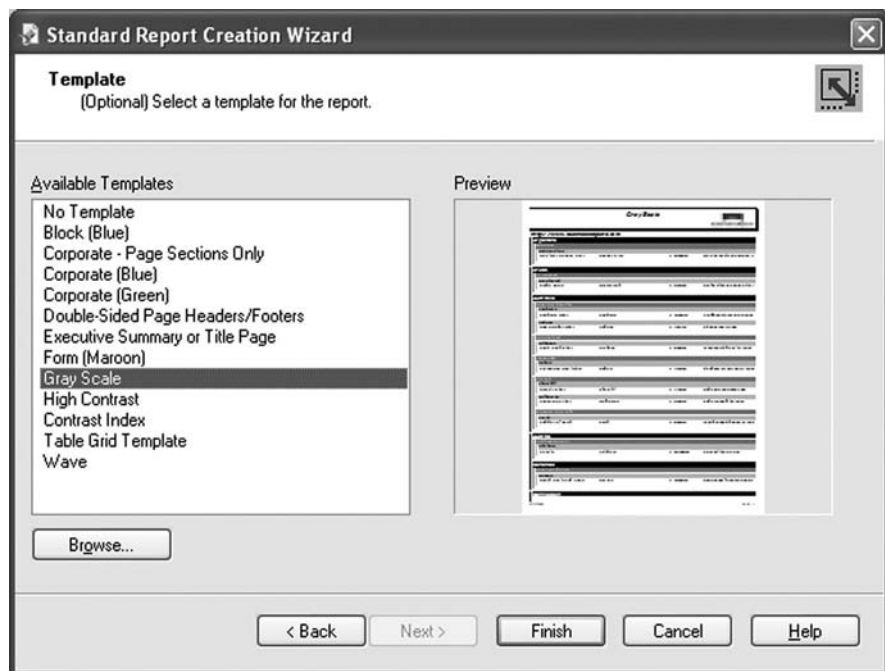 Standard Report Creation Wizard
Template
(Optional) Select a template for the report.
Available Templates
Preview
No Template
Block (Blue)
Corporate - Page Sections Only
Corporate (Blue)
Corporate (Green)
Double-Sided Page Headers/Footers
Executive Summary or Title Page
Form (Maroon)
Gray Scale
High Contrast
Contrast Index
Table Grid Template
Wave
Gray Scale
Browse...
< Back
Next >
Finish
Cancel
Help